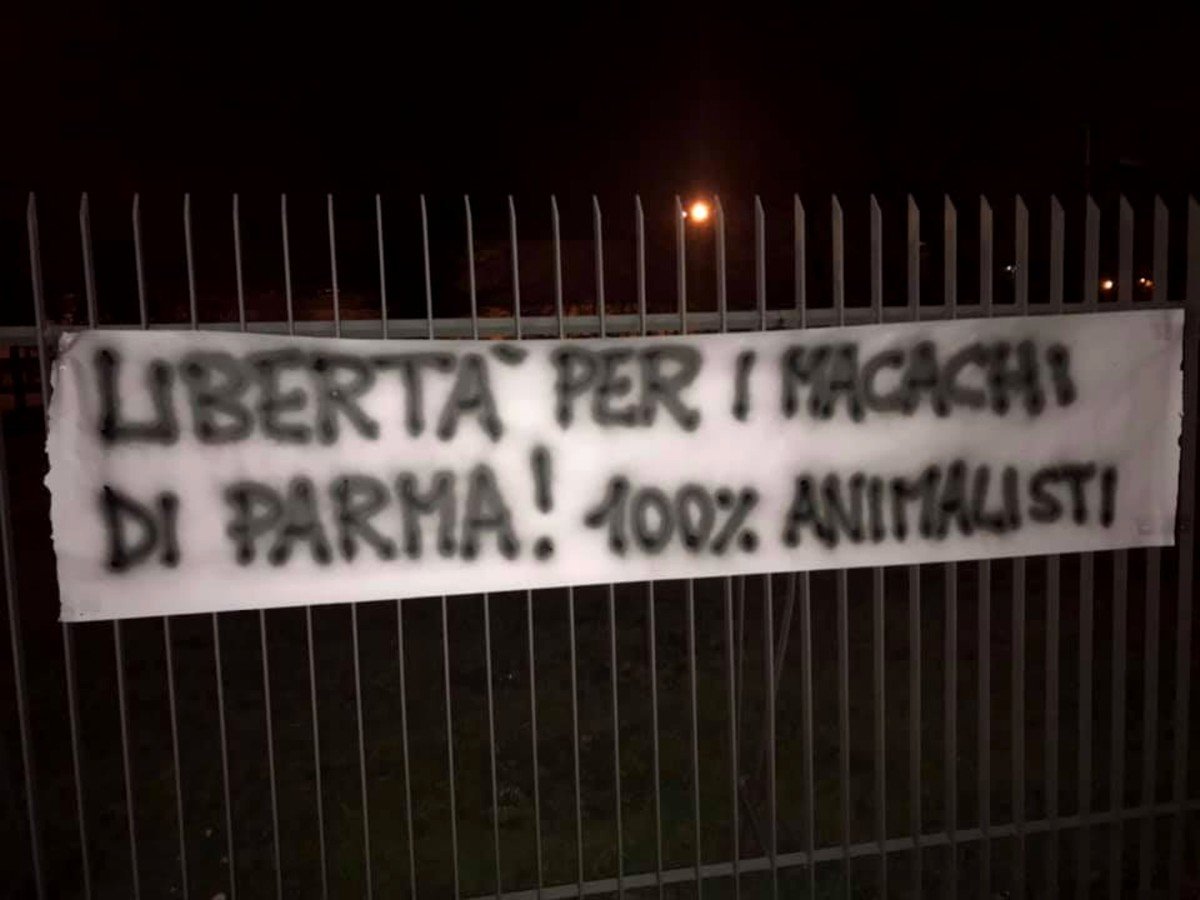 LIBERTA` PER I MACACHI
DI PARMA! 100% ANIMALISTI